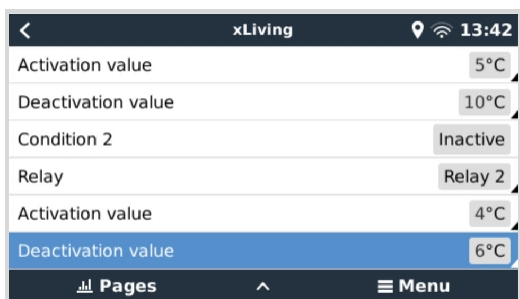 xLiving 13:42
Activation value 5°C
Deactivation value 10°C
Condition 2 Inactive
Relay Relay 2
Activation value 4°C
Deactivation value 6°C
Pages Menu